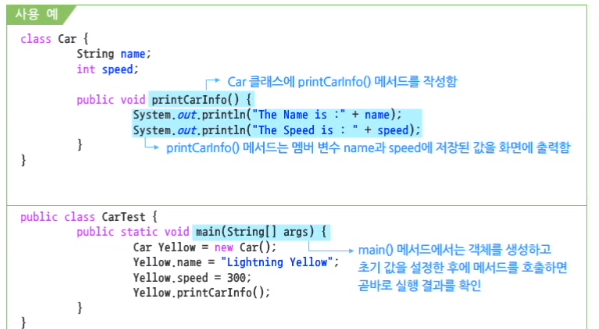 사용 예
class Car {
String name;
int speed;
Car 클래스에 printCarInfo() 메서드를 작성함
public void printCarInfo() {
System.out.println("The Name is :" + name);
System.out.println("The Speed is : " + speed);
}
printCarInfo() 메서드는 멤버 변수 name과 speed에 저장된 값을 화면에 출력함
}
public class CarTest {
public static void main(String[] args) {
Car Yellow = new Car();
main() 메서드에서는 객체를 생성하고
Yellow.name = "Lightning Yellow";
초기 값을 설정한 후에 메서드를 호출하면
Yellow.speed = 300;
곧바로 실행 결과를 확인
Yellow.printCarInfo();
}
}